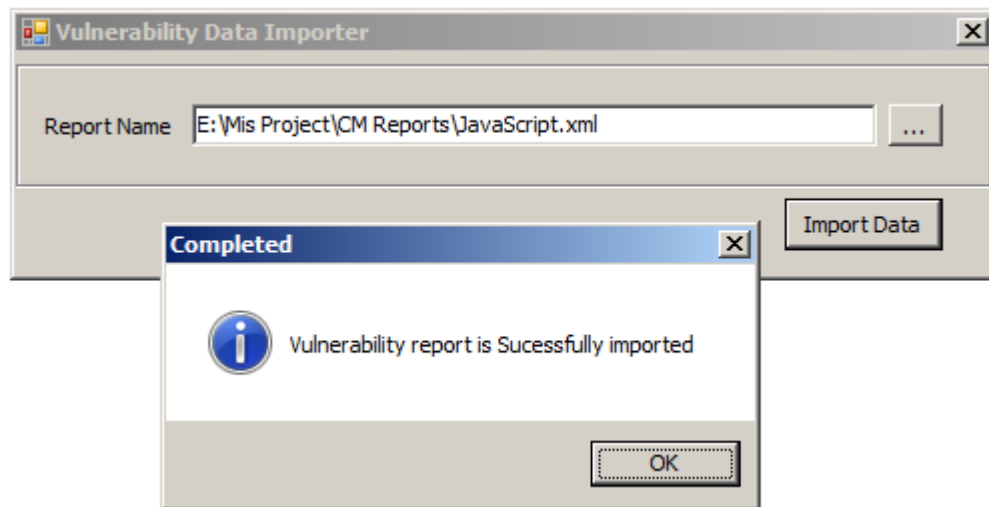 Vulnerability Data Importer
Report Name E:\Mis Project\CM Reports\JavaScript.xml ...
Import Data
Completed
Vulnerability report is Sucessfully imported
OK